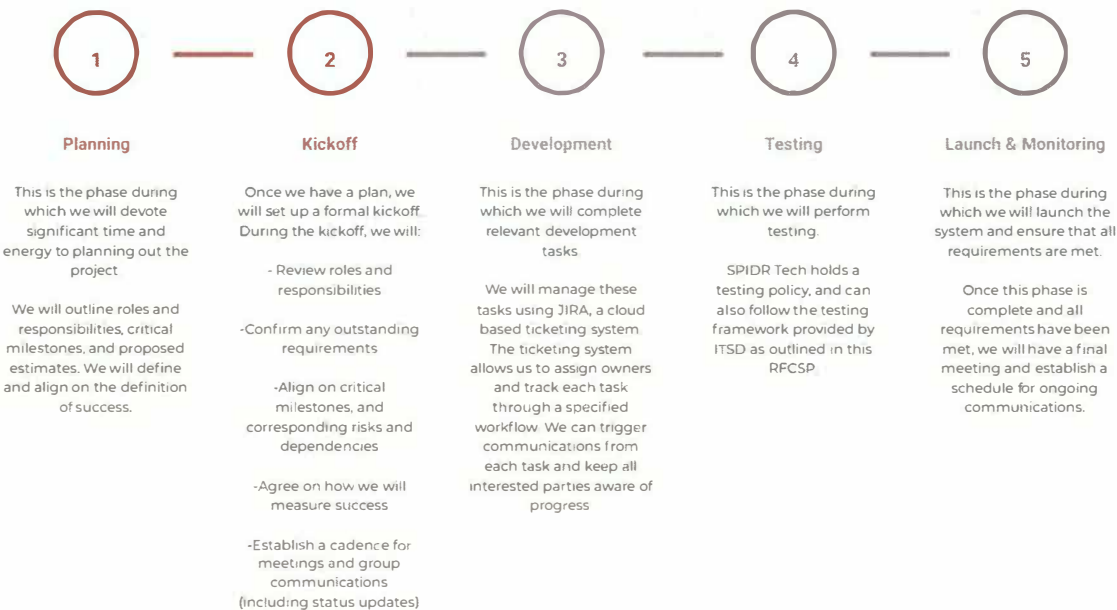 1
2
3
4
5
Planning
This is the phase during
which we will devote
significant time and
energy to planning out the
project
We will outline roles and
responsibilities, critical
milestones, and proposed
estimates. We will define
and align on the definition
of success.
Kickoff
Once we have a plan, we
will set up a formal kickoff
During the kickoff, we will:
- Review roles and
responsibilities
-Confirm any outstanding
requirements
-Align on critical
milestones, and
corresponding risks and
dependencies
-Agree on how we will
measure success
-Establish a cadence for
meetings and group
communications
(including status updates)
Development
This is the phase during
which we will complete
relevant development
tasks
We will manage these
tasks using JIRA, a cloud
based ticketing system
The ticketing system
allows us to assign owners
and track each task
through a specified
workflow. We can trigger
communications from
each task and keep all
interested parties aware of
progress
Testing
This is the phase during
which we will perform
testing.
SPIDR Tech holds a
testing policy, and can
also follow the testing
framework provided by
ITSD as outlined in this
RFCSP
Launch & Monitoring
This is the phase during
which we will launch the
system and ensure that all
requirements are met.
Once this phase is
complete and all
requirements have been
met, we will have a final
meeting and establish a
schedule for ongoing
communications.